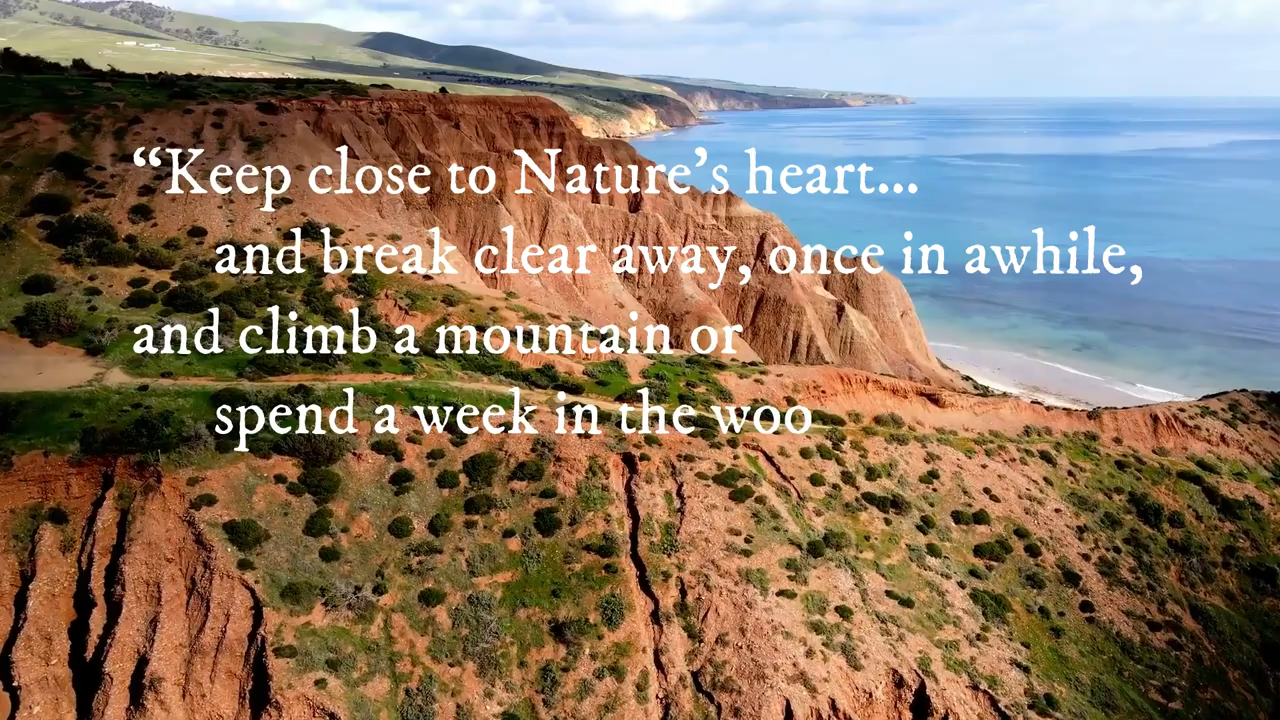 “Keep close to Nature’s heart...
and break clear away, once in awhile,
and climb a mountain or
spend a week in the woo